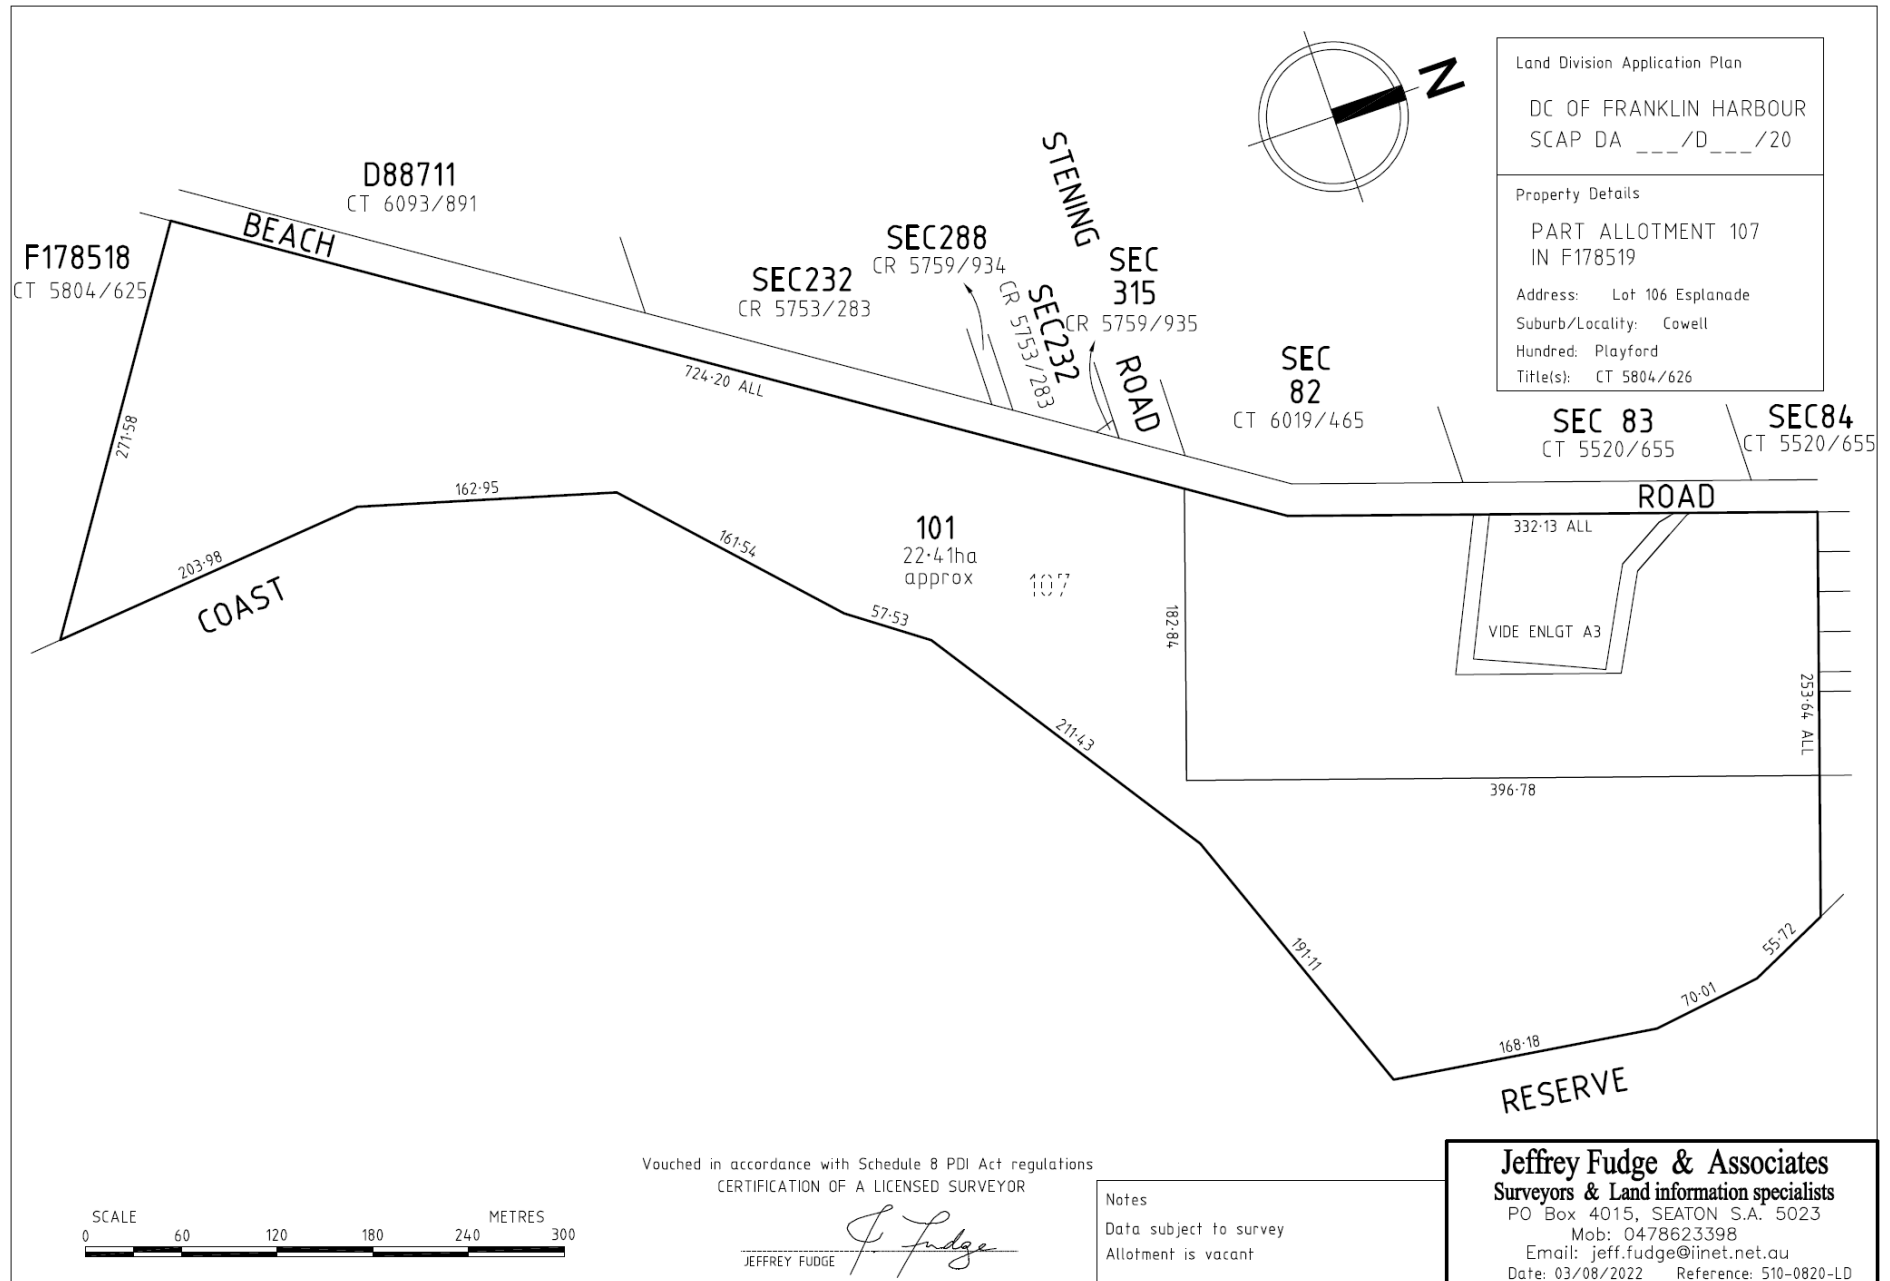 Land Division Application Plan
DC OF FRANKLIN HARBOUR
SCAP DA ___/D___/20
Property Details
PART ALLOTMENT 107
IN F178519
Address: Lot 106 Esplanade
Suburb/Locality: Cowell
Hundred: Playford
Title(s): CT 5804/626
N
D88711
CT 6093/891
F178518
CT 5804/625
BEACH
SEC232
CR 5753/283
SEC288
CR 5759/934
SEC232
CR 5753/283
STENING
ROAD
SEC
315
CR 5759/935
SEC
82
CT 6019/465
SEC 83
CT 5520/655
SEC84
CT 5520/655
ROAD
724·20 ALL
332·13 ALL
271·58
162·95
203·98
COAST
161·54
57·53
101
22·41ha
approx
107
182·84
VIDE ENLGT A3
253·64 ALL
211·43
396·78
191·11
55·72
70·01
168·18
RESERVE
Vouched in accordance with Schedule 8 PDI Act regulations
CERTIFICATION OF A LICENSED SURVEYOR
J. Fudge
JEFFREY FUDGE
SCALE METRES
0 60 120 180 240 300
Notes
Data subject to survey
Allotment is vacant
Jeffrey Fudge & Associates
Surveyors & Land information specialists
PO Box 4015, SEATON S.A. 5023
Mob: 0478623398
Email: jeff.fudge@iinet.net.au
Date: 03/08/2022 Reference: 510-0820-LD